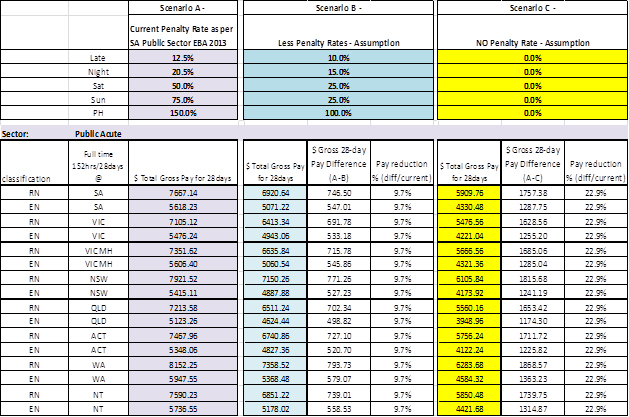 Scenario A - Scenario B - Scenario C -
Current Penalty Rate as per
SA Public Sector EBA 2013 Less Penalty Rates - Assumption NO Penalty Rate - Assumption
Late 12.5% 10.0% 0.0%
Night 20.5% 15.0% 0.0%
Sat 50.0% 25.0% 0.0%
Sun 75.0% 25.0% 0.0%
PH 150.0% 100.0% 0.0%
Sector: Public Acute
Full time $ Gross 28-day $ Gross 28-day
152hrs/28days $ Total Gross Pay Pay Difference Pay reduction $ Total Gross Pay Pay Difference Pay reduction
classification @ $ Total Gross Pay for 28days for 28days (A-B) % (diff/current) for 28days (A-C) % (diff/current)
RN SA 7667.14 6920.64 746.50 9.7% 5909.76 1757.38 22.9%
EN SA 5618.23 5071.22 547.01 9.7% 4330.48 1287.75 22.9%
RN VIC 7105.12 6413.34 691.78 9.7% 5476.56 1628.56 22.9%
EN VIC 5476.24 4943.06 533.18 9.7% 4221.04 1255.20 22.9%
RN VICMH 7351.62 6635.84 715.78 9.7% 5666.56 1685.06 22.9%
EN VICMH 5606.40 5060.54 545.86 9.7% 4321.36 1285.04 22.9%
RN NSW 7921.52 7150.26 771.26 9.7% 6105.84 1815.68 22.9%
EN NSW 5415.11 4887.88 527.23 9.7% 4173.92 1241.19 22.9%
RN QLD 7213.58 6511.24 702.34 9.7% 5560.16 1653.42 22.9%
EN QLD 5123.26 4624.44 498.82 9.7% 3948.96 1174.30 22.9%
RN ACT 7467.96 6740.86 727.10 9.7% 5756.24 1711.72 22.9%
EN ACT 5348.06 4827.36 520.70 9.7% 4122.24 1225.82 22.9%
RN WA 8152.25 7358.52 793.73 9.7% 6283.68 1868.57 22.9%
EN WA 5947.55 5368.48 579.07 9.7% 4584.32 1363.23 22.9%
RN NT 7590.23 6851.22 739.01 9.7% 5850.48 1739.75 22.9%
EN NT 5736.55 5178.02 558.53 9.7% 4421.68 1314.87 22.9%